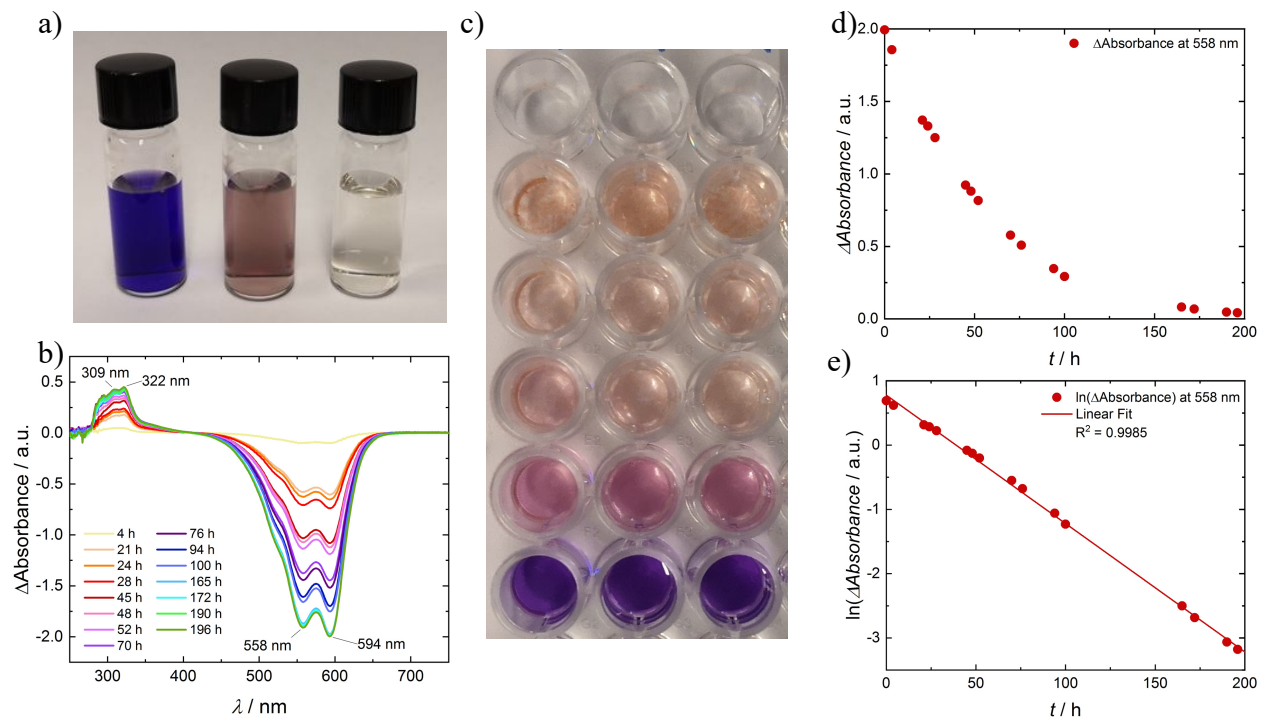 a)
b)
309 nm
322 nm
0.5
0.0
-0.5
-1.0
-1.5
-2.0
ΔAbsorbance / a.u.
4 h
21 h
24 h
28 h
45 h
48 h
52 h
70 h
76 h
94 h
100 h
165 h
172 h
190 h
196 h
558 nm
594 nm
300
400
500
600
700
λ / nm
c)
d)
2.0
1.5
1.0
0.5
0.0
ΔAbsorbance / a.u.
ΔAbsorbance at 558 nm
0
50
100
150
200
t / h
e)
1
0
-1
-2
-3
ln(ΔAbsorbance / a.u.)
ln(ΔAbsorbance) at 558 nm
Linear Fit
R² = 0.9985
0
50
100
150
200
t / h